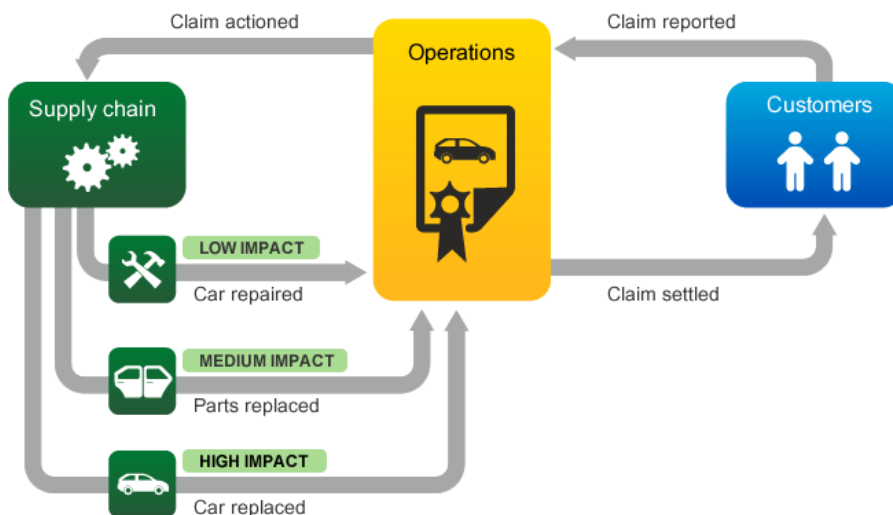 Claim actioned
Operations
Claim reported
Supply chain
Customers
LOW IMPACT
Car repaired
Claim settled
MEDIUM IMPACT
Parts replaced
HIGH IMPACT
Car replaced